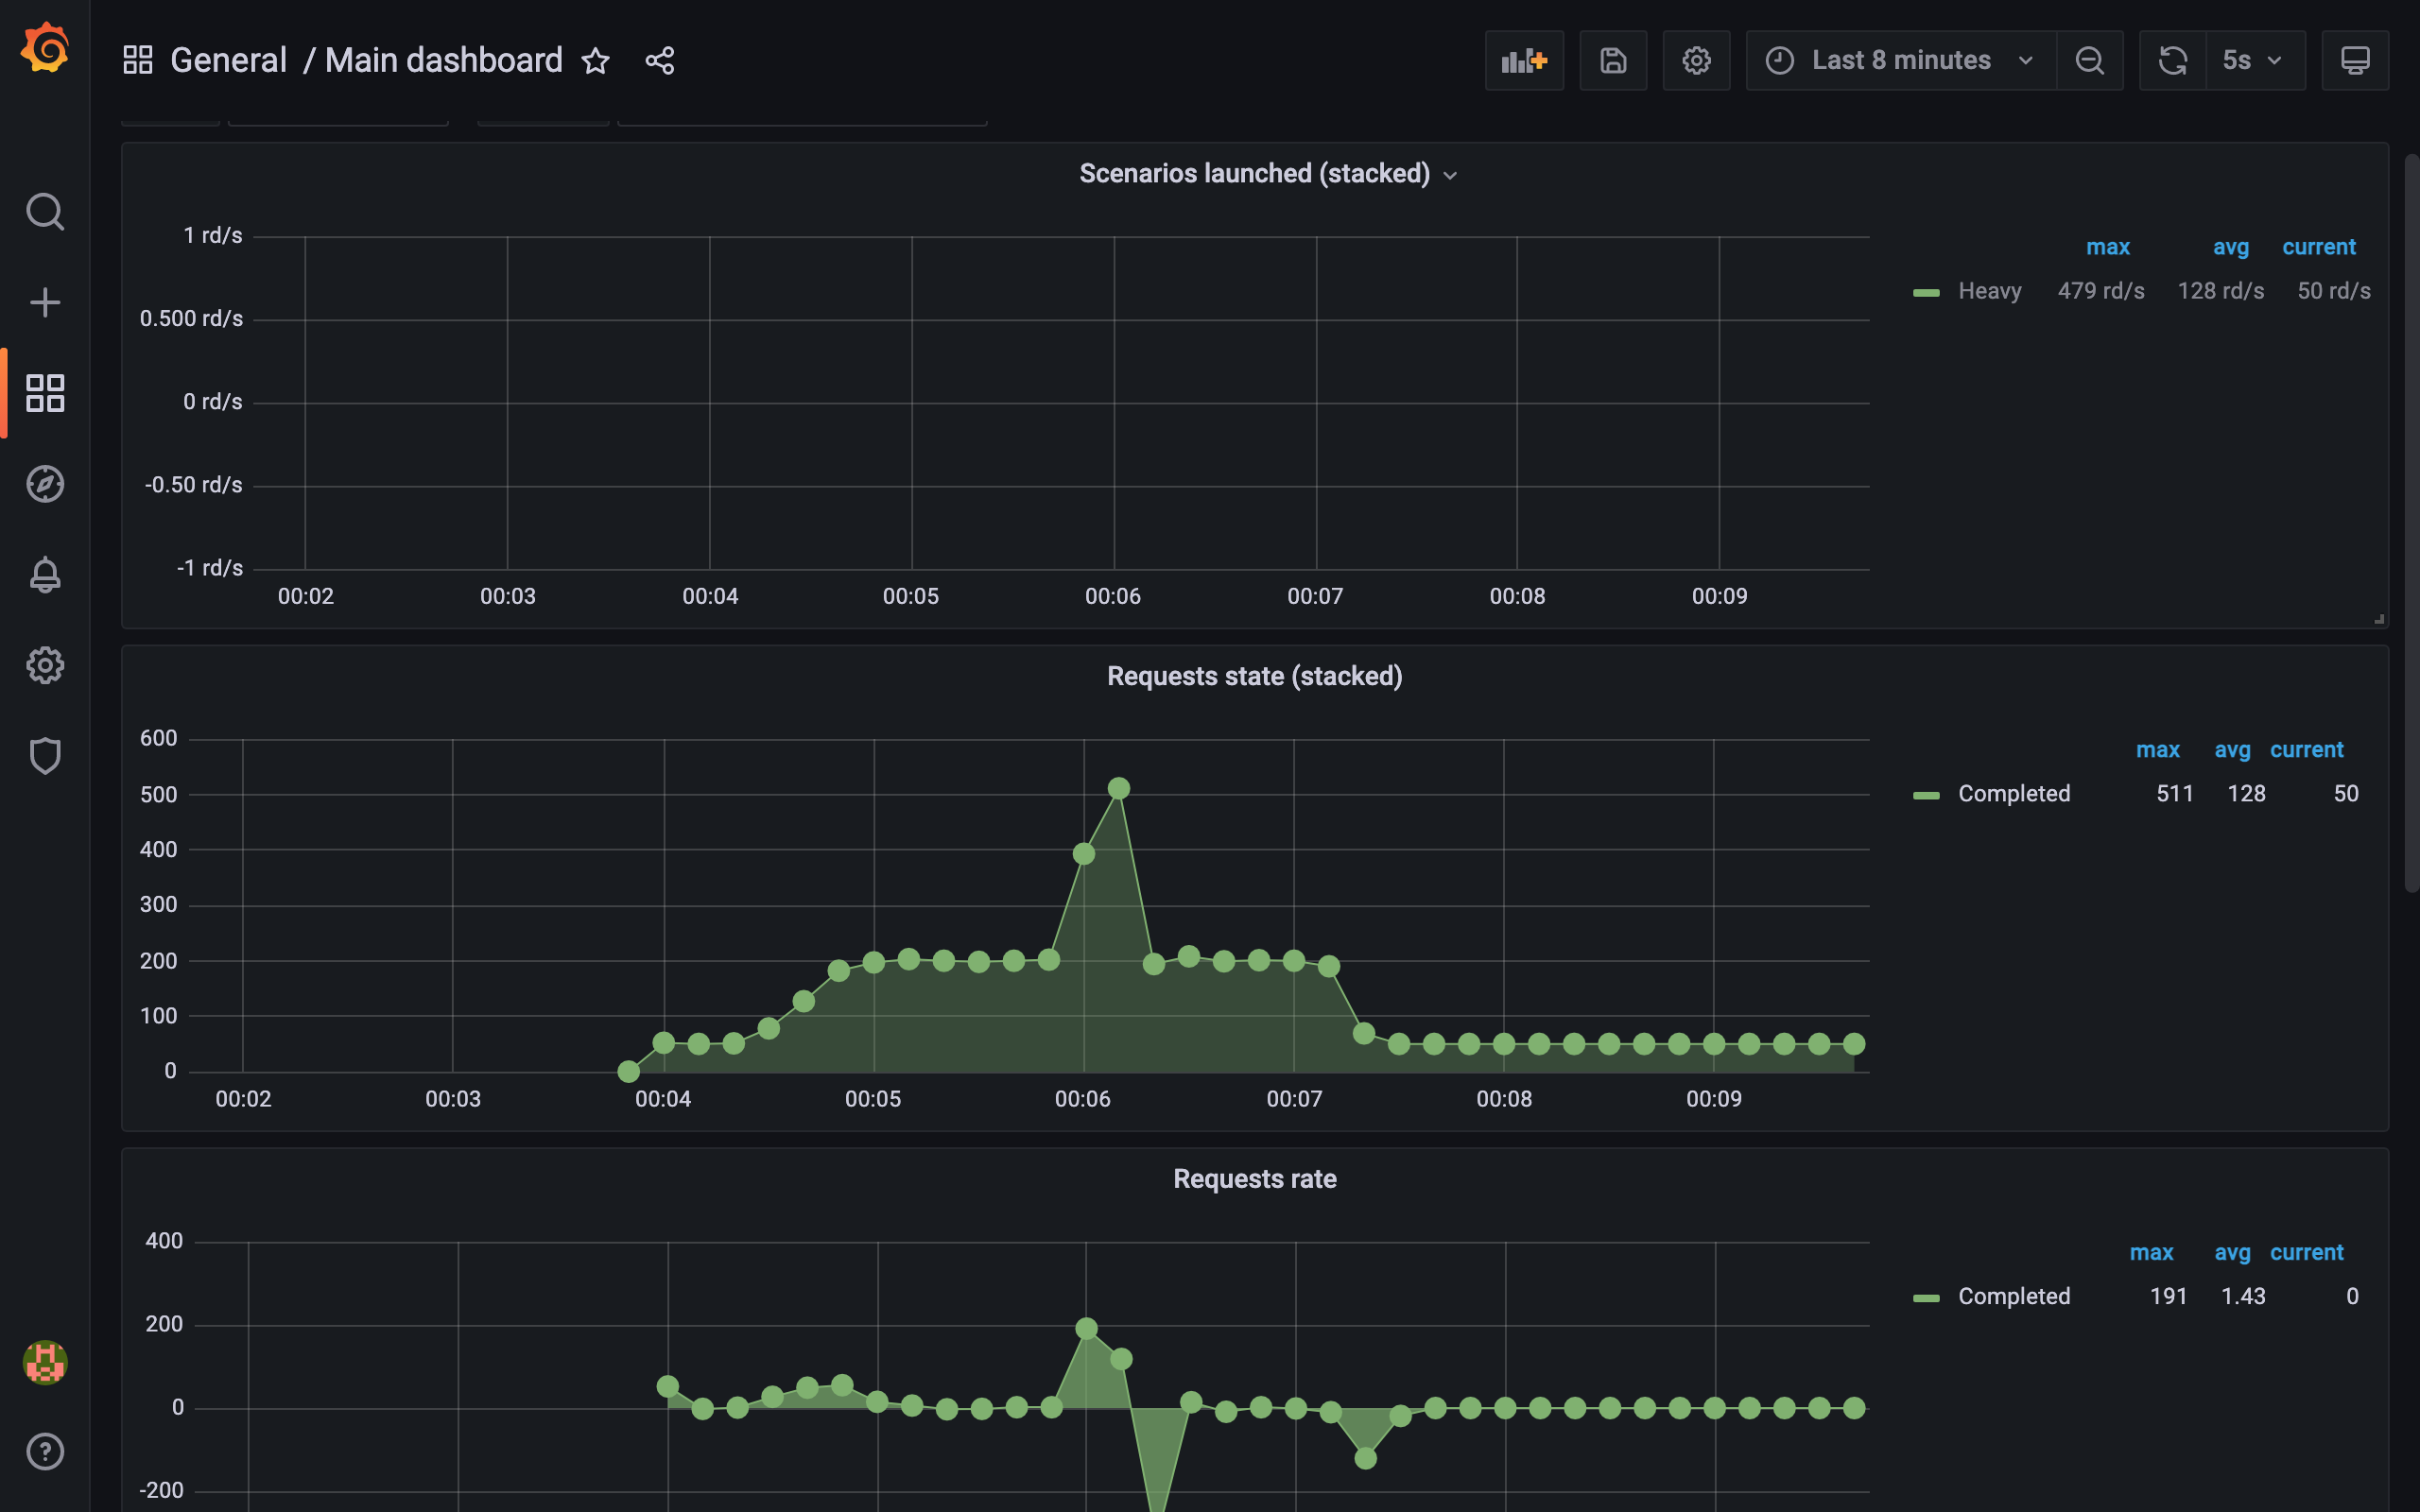 General / Main dashboard
Last 8 minutes
5s
Scenarios launched (stacked)
1 rd/s
0.500 rd/s
0 rd/s
-0.50 rd/s
-1 rd/s
00:02 00:03 00:04 00:05 00:06 00:07 00:08 00:09
max avg current
Heavy 479 rd/s 128 rd/s 50 rd/s
Requests state (stacked)
600
500
400
300
200
100
0
00:02 00:03 00:04 00:05 00:06 00:07 00:08 00:09
max avg current
Completed 511 128 50
Requests rate
400
200
0
-200
max avg current
Completed 191 1.43 0